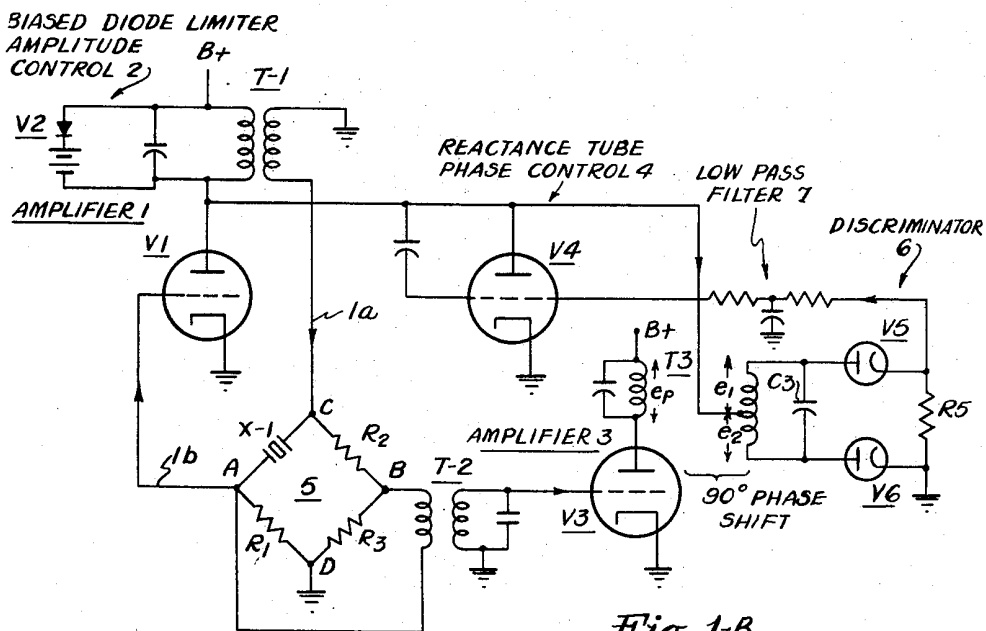 BIASED DIODE LIMITER
AMPLITUDE
CONTROL 2
B+
T-1
V2
AMPLIFIER 1
V1
REACTANCE TUBE
PHASE CONTROL 4
V4
LOW PASS
FILTER 7
DISCRIMINATOR
6
1a
B+
T3
eP
e1
e2
C3
V5
R5
V6
90° PHASE
SHIFT
AMPLIFIER 3
V3
T-2
X-1
C
R2
A
B
5
R1
R3
D
1b
Fig 1-B